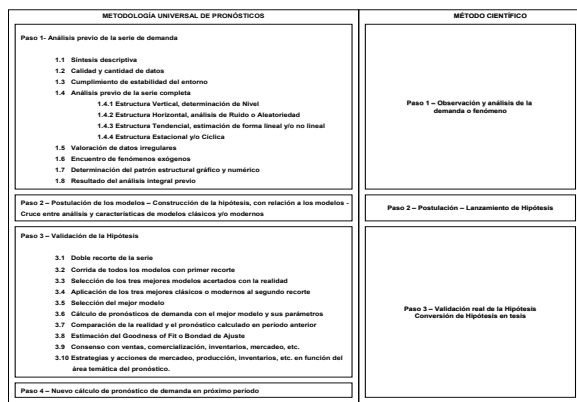 METODOLOGÍA UNIVERSAL DE PRONÓSTICOS
Paso 1- Análisis previo de la serie de demanda
1.1 Síntesis descriptiva
1.2 Calidad y cantidad de datos
1.3 Cumplimiento de estabilidad del entorno
1.4 Análisis previo de la serie completa
1.4.1 Estructura Vertical, determinación de Nivel
1.4.2 Estructura Horizontal, análisis de Ruido o Aleatoriedad
1.4.3 Estructura Tendencial, estimación de forma lineal y/o no lineal
1.4.4 Estructura Estacional y/o Cíclica
1.5 Valoración de datos irregulares
1.6 Encuentro de fenómenos exógenos
1.7 Determinación del patrón estructural gráfico y numérico
1.8 Resultado del análisis integral previo
Paso 2 – Postulación de los modelos – Construcción de la hipótesis, con relación a los modelos -
Cruce entre análisis y características de modelos clásicos y/o modernos
Paso 3 – Validación de la Hipótesis
3.1 Doble recorte de la serie
3.2 Corrida de todos los modelos con primer recorte
3.3 Selección de los tres mejores modelos acertados con la realidad
3.4 Aplicación de los tres mejores clásicos o modernos al segundo recorte
3.5 Selección del mejor modelo
3.6 Cálculo de pronósticos de demanda con el mejor modelo y sus parámetros
3.7 Comparación de la realidad y el pronóstico calculado en período anterior
3.8 Estimación del Goodness of Fit o Bondad de Ajuste
3.9 Consenso con ventas, comercialización, inventarios, mercadeo, etc.
3.10 Estrategias y acciones de mercadeo, producción, inventarios, etc. en función del
área temática del pronóstico.
Paso 4 – Nuevo cálculo de pronóstico de demanda en próximo período
MÉTODO CIENTÍFICO
Paso 1 – Observación y análisis de la
demanda o fenómeno
Paso 2 – Postulación – Lanzamiento de Hipótesis
Paso 3 – Validación real de la Hipótesis
Conversión de Hipótesis en tesis